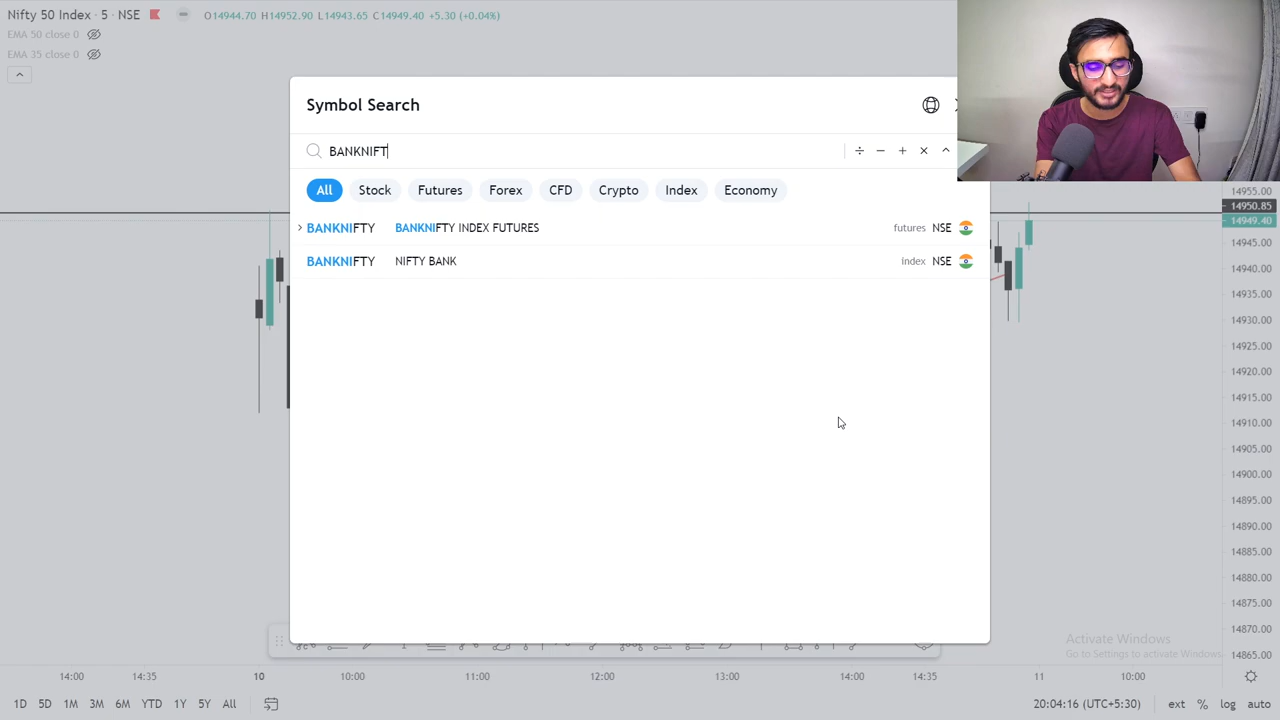 Nifty 50 Index · 5 · NSE O14944.70 H14952.90 L14943.65 C14949.40 +5.30 (+0.04%)
EMA 50 close 0
EMA 35 close 0
Symbol Search
BANKNIFT
All Stock Futures Forex CFD Crypto Index Economy
BANKNIFTY BANKNIFTY INDEX FUTURES futures NSE
BANKNIFTY NIFTY BANK index NSE
14955.00
14950.85
14949.40
14945.00
14940.00
14935.00
14930.00
14925.00
14920.00
14915.00
14910.00
14905.00
14900.00
14895.00
14890.00
14885.00
14880.00
14875.00
14870.00
14865.00
Activate Windows
Go to Settings to activate Windows.
14:00 14:35 10 10:00 11:00 12:00 13:00 14:00 14:35 11 10:00
1D 5D 1M 3M 6M YTD 1Y 5Y All 20:04:16 (UTC+5:30) ext % log auto